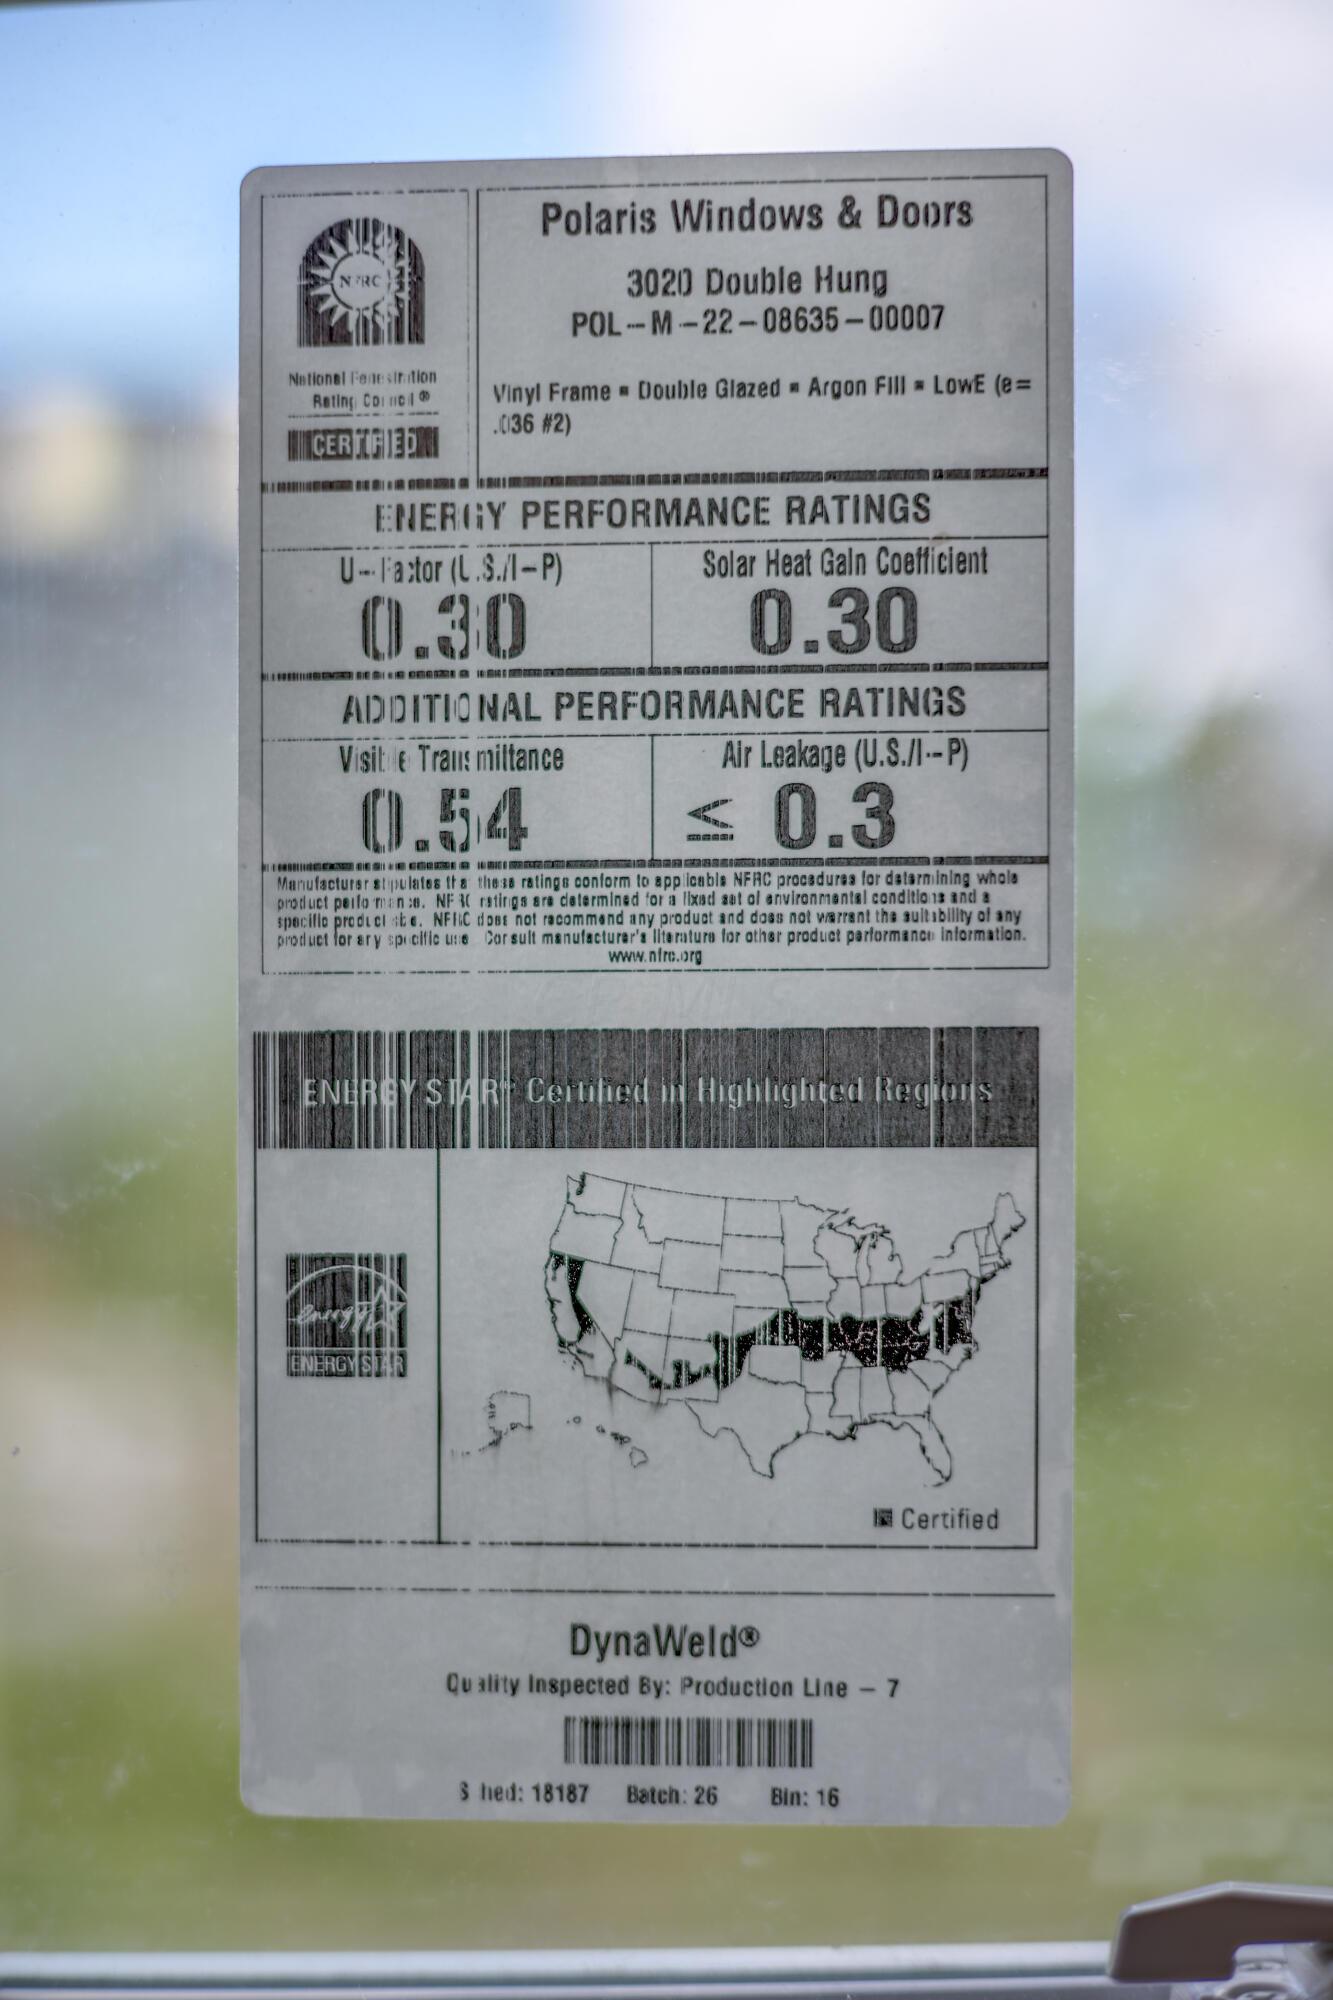 Polaris Windows & Doors
3020 Double Hung
POL-M-22-08635-00007
Vinyl Frame ▪ Double Glazed ▪ Argon Fill ▪ LowE (e=
.036 #2)
NFRC
National Fenestration
Rating Council ®
CERTIFIED
ENERGY PERFORMANCE RATINGS
U-Factor (U.S./I-P)
0.30
Solar Heat Gain Coefficient
0.30
ADDITIONAL PERFORMANCE RATINGS
Visible Transmittance
0.54
Air Leakage (U.S./I-P)
≤ 0.3
Manufacturer stipulates that these ratings conform to applicable NFRC procedures for determining whole
product performance. NFRC ratings are determined for a fixed set of environmental conditions and a
specific product size. NFRC does not recommend any product and does not warrant the suitability of any
product for any specific use. Consult manufacturer's literature for other product performance information.
www.nfrc.org
ENERGY STAR® Certified in Highlighted Regions
energy
ENERGY STAR
Certified
DynaWeld®
Quality Inspected By: Production Line - 7
Sched: 18187 Batch: 26 Bin: 16